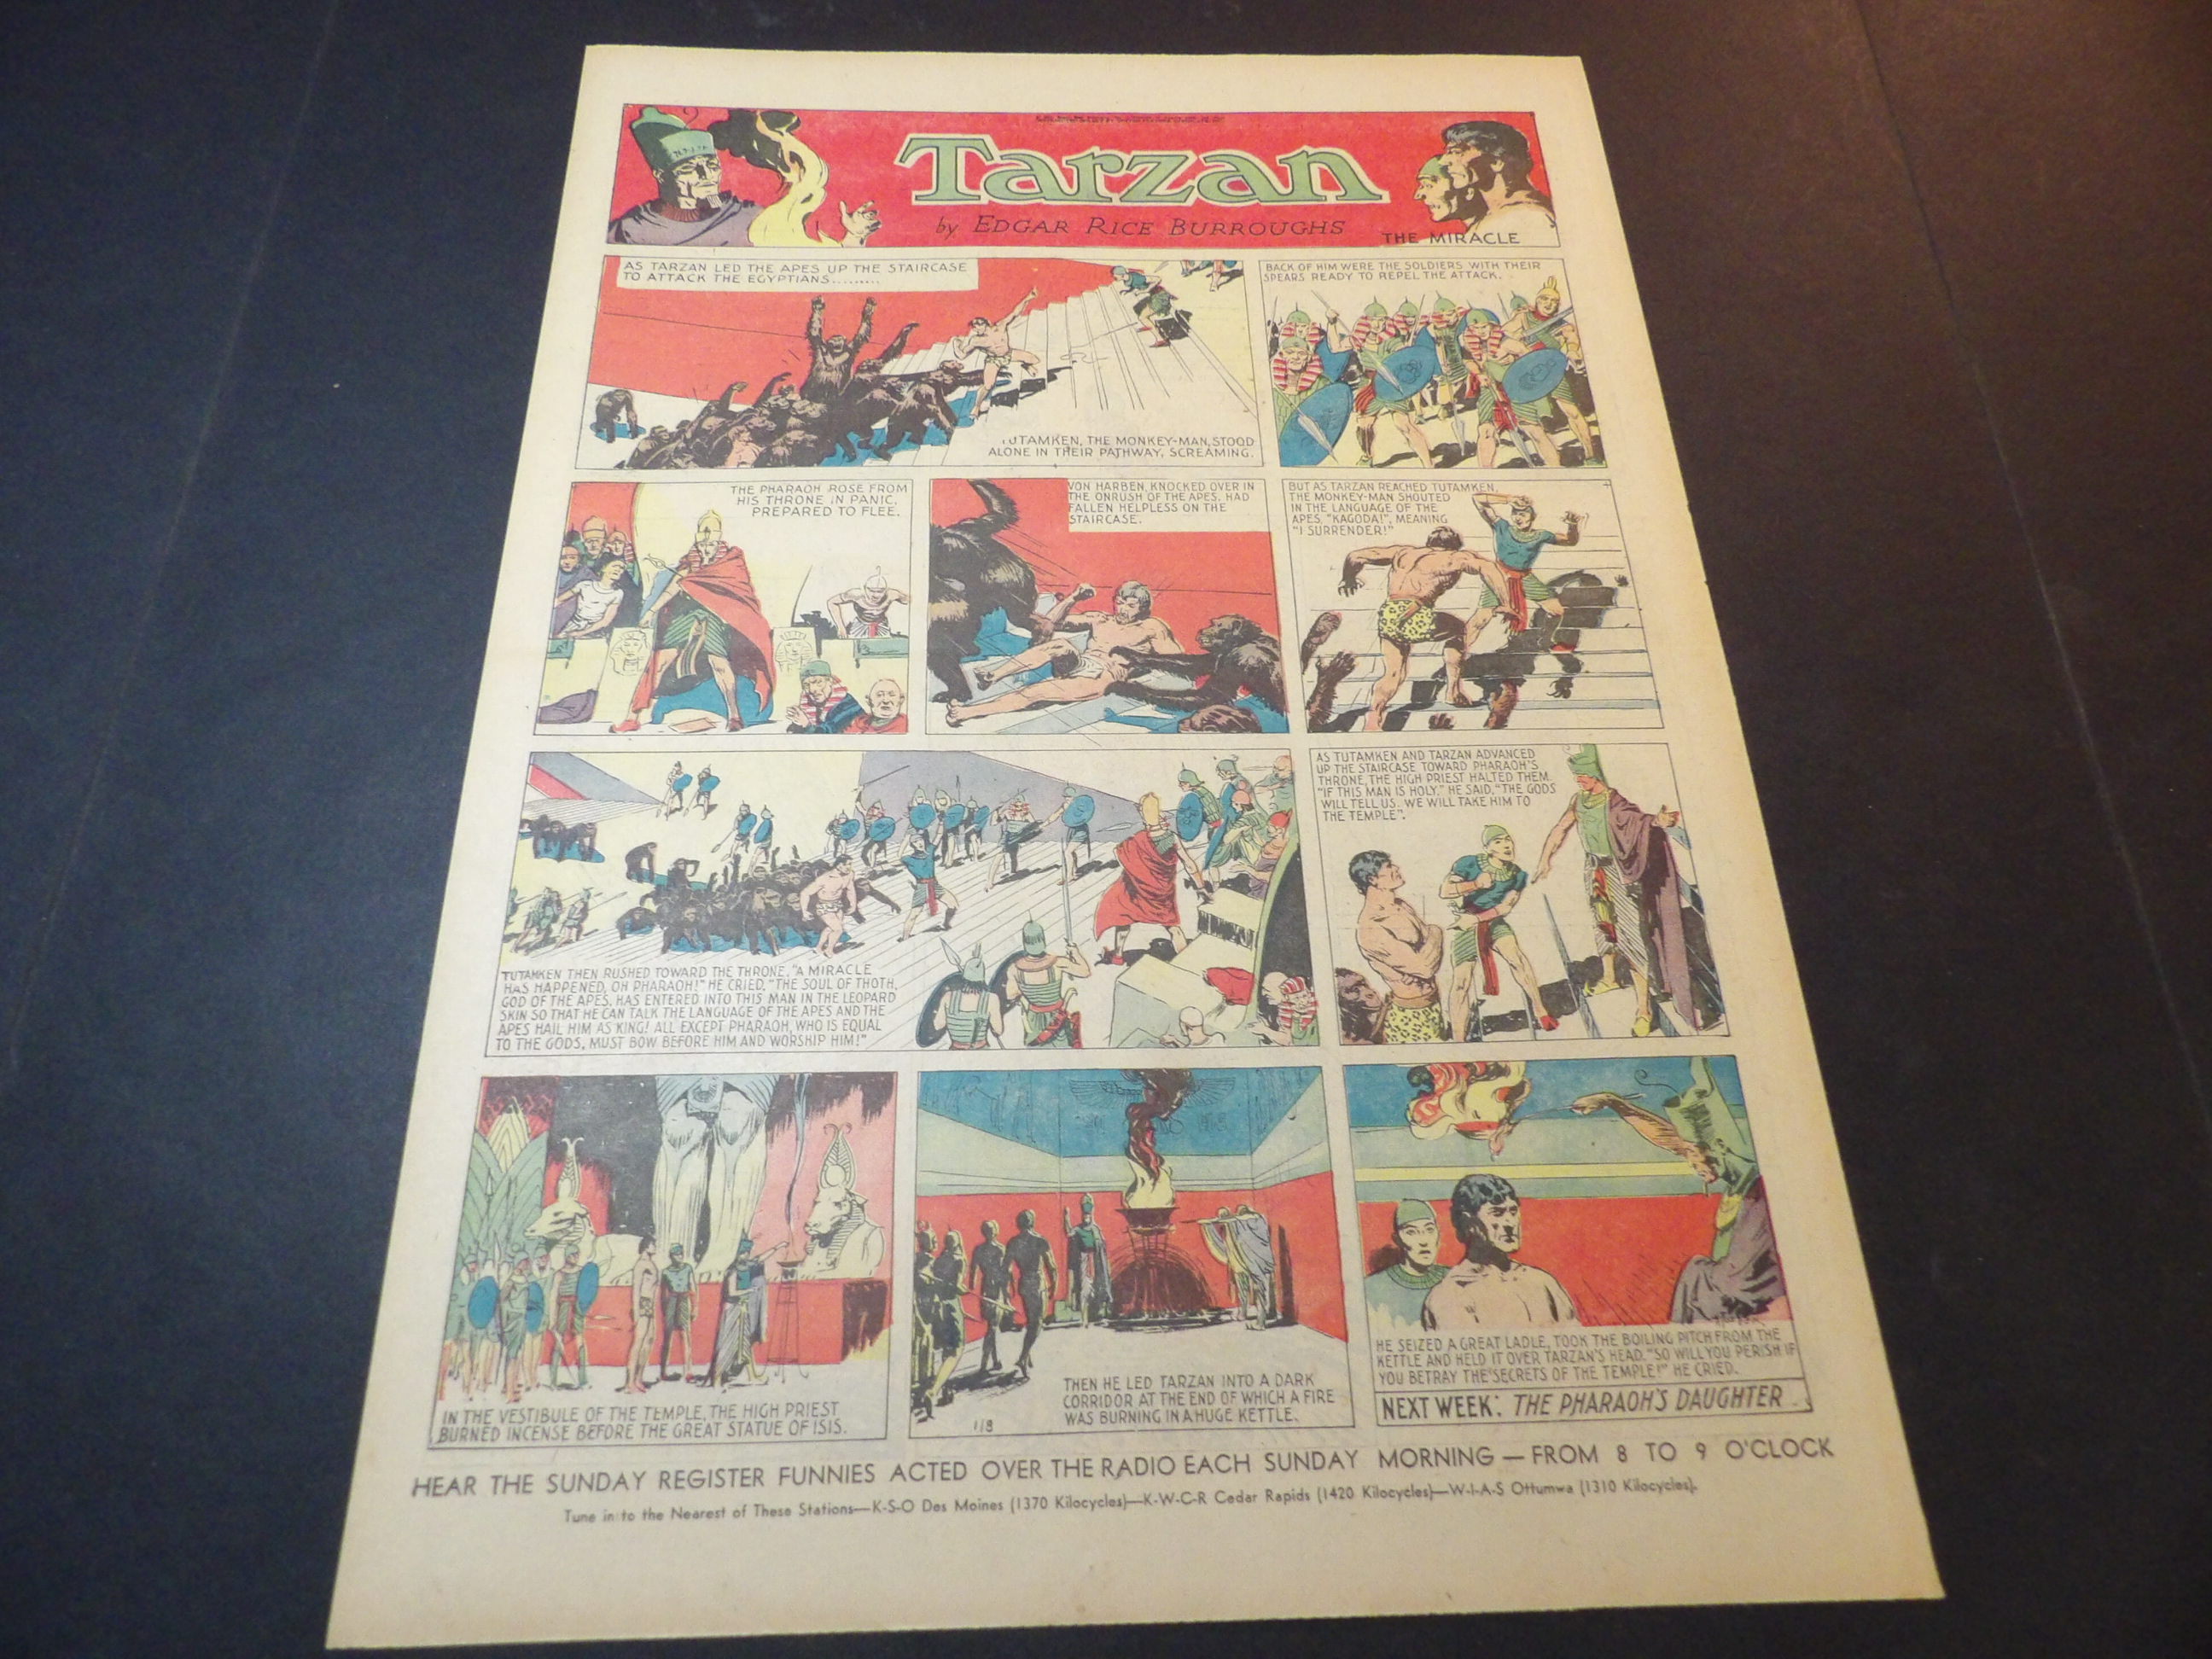 Tarzan
by EDGAR RICE BURROUGHS
THE MIRACLE
AS TARZAN LED THE APES UP THE STAIRCASE
TO ATTACK THE EGYPTIANS........
TUTAMKEN, THE MONKEY-MAN, STOOD
ALONE IN THEIR PATHWAY, SCREAMING.
BACK OF HIM WERE THE SOLDIERS WITH THEIR
SPEARS READY TO REPEL THE ATTACK.
THE PHARAOH ROSE FROM
HIS THRONE IN PANIC,
PREPARED TO FLEE.
VON HARBEN, KNOCKED OVER IN
THE ONRUSH OF THE APES, HAD
FALLEN HELPLESS ON THE
STAIRCASE.
BUT AS TARZAN REACHED TUTAMKEN,
THE MONKEY-MAN SHOUTED
IN THE LANGUAGE OF THE
APES, "KAGODA!", MEANING
"I SURRENDER!"
TUTAMKEN THEN RUSHED TOWARD THE THRONE. "A MIRACLE
HAS HAPPENED, OH PHARAOH!" HE CRIED, "THE SOUL OF THOTH,
GOD OF THE APES, HAS ENTERED INTO THIS MAN IN THE LEOPARD
SKIN SO THAT HE CAN TALK THE LANGUAGE OF THE APES AND THE
APES HAIL HIM AS KING! ALL EXCEPT PHARAOH, WHO IS EQUAL
TO THE GODS, MUST BOW BEFORE HIM AND WORSHIP HIM!"
AS TUTAMKEN AND TARZAN ADVANCED
UP THE STAIRCASE TOWARD PHARAOH'S
THRONE, THE HIGH PRIEST HALTED THEM.
"IF THIS MAN IS HOLY," HE SAID, "THE GODS
WILL TELL US. WE WILL TAKE HIM TO
THE TEMPLE".
IN THE VESTIBULE OF THE TEMPLE, THE HIGH PRIEST
BURNED INCENSE BEFORE THE GREAT STATUE OF ISIS.
THEN HE LED TARZAN INTO A DARK
CORRIDOR AT THE END OF WHICH A FIRE
WAS BURNING IN A HUGE KETTLE.
118
HE SEIZED A GREAT LADLE, TOOK THE BOILING PITCH FROM THE
KETTLE AND HELD IT OVER TARZAN'S HEAD. "SO WILL YOU PERISH IF
YOU BETRAY THE SECRETS OF THE TEMPLE!" HE CRIED.
NEXT WEEK: THE PHARAOH'S DAUGHTER
HEAR THE SUNDAY REGISTER FUNNIES ACTED OVER THE RADIO EACH SUNDAY MORNING — FROM 8 TO 9 O'CLOCK
Tune in to the Nearest of These Stations—K-S-O Des Moines (1370 Kilocycles)—K-W-C-R Cedar Rapids (1420 Kilocycles)—W-I-A-S Ottumwa (1310 Kilocycles).